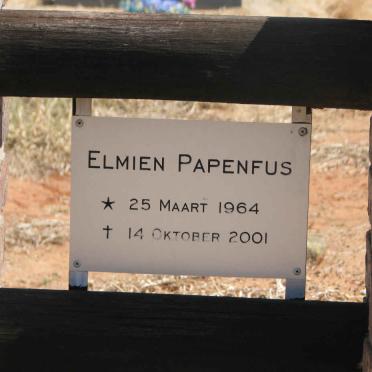 ELMIEN PAPENFUS
★ 25 MAART 1964
† 14 OKTOBER 2001